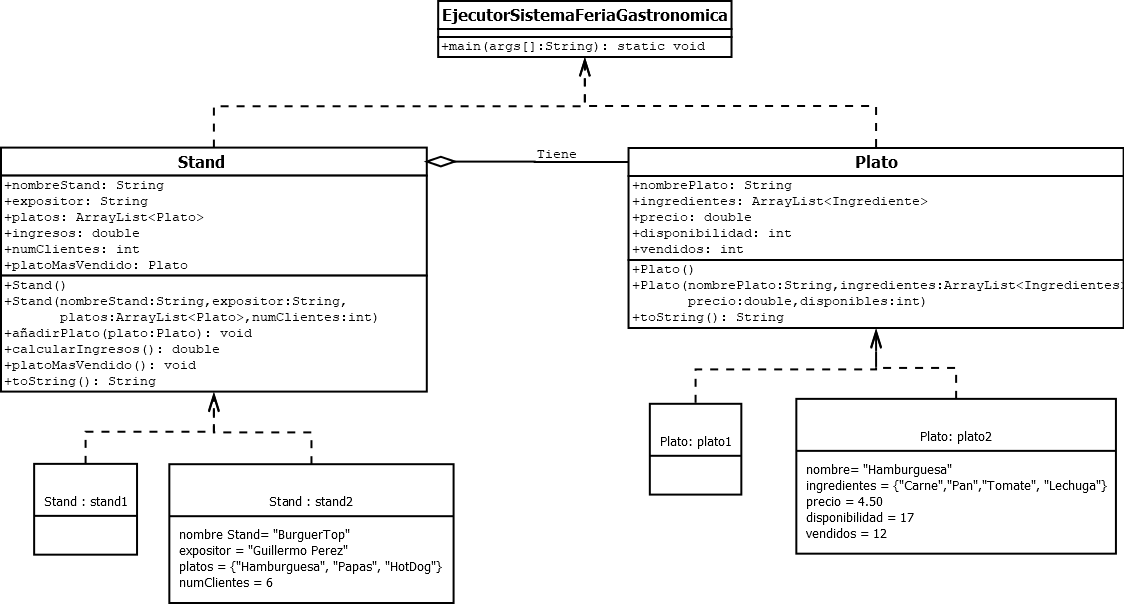 EjecutorSistemaFeriaGastronomica
+main(args[]:String): static void
Tiene
Stand
+nombreStand: String
+expositor: String
+platos: ArrayList<Plato>
+ingresos: double
+numClientes: int
+platoMasVendido: Plato
+Stand()
+Stand(nombreStand:String,expositor:String,
platos:ArrayList<Plato>,numClientes:int)
+añadirPlato(plato:Plato): void
+calcularIngresos(): double
+platoMasVendido(): void
+toString(): String
Plato
+nombrePlato: String
+ingredientes: ArrayList<Ingrediente>
+precio: double
+disponibilidad: int
+vendidos: int
+Plato()
+Plato(nombrePlato:String,ingredientes:ArrayList<Ingredientes>
precio:double,disponibles:int)
+toString(): String
Stand : stand1
Stand : stand2
nombre Stand= "BurguerTop"
expositor = "Guillermo Perez"
platos = {"Hamburguesa", "Papas", "HotDog"}
numClientes = 6
Plato: plato1
Plato: plato2
nombre= "Hamburguesa"
ingredientes = {"Carne","Pan","Tomate", "Lechuga"}
precio = 4.50
disponibilidad = 17
vendidos = 12